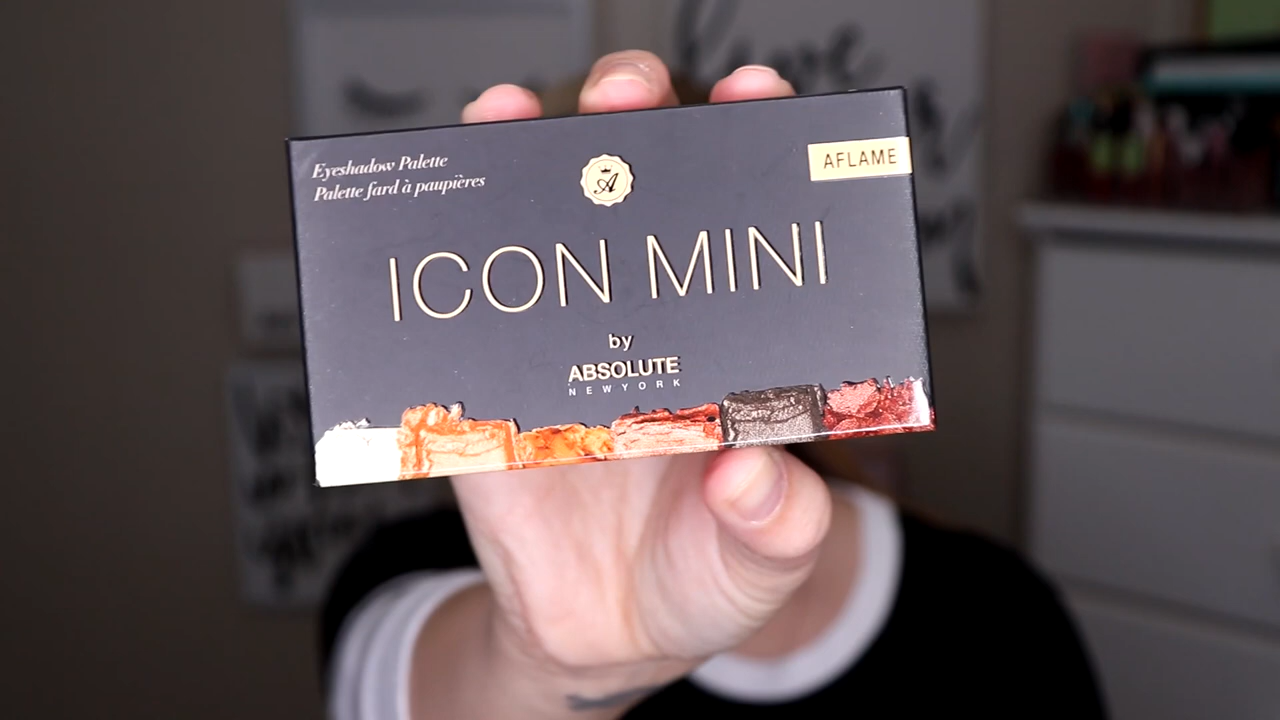 Eyeshadow Palette
Palette fard à paupières
A
AFLAME
ICON MINI
by
ABSOLUTE
NEW YORK